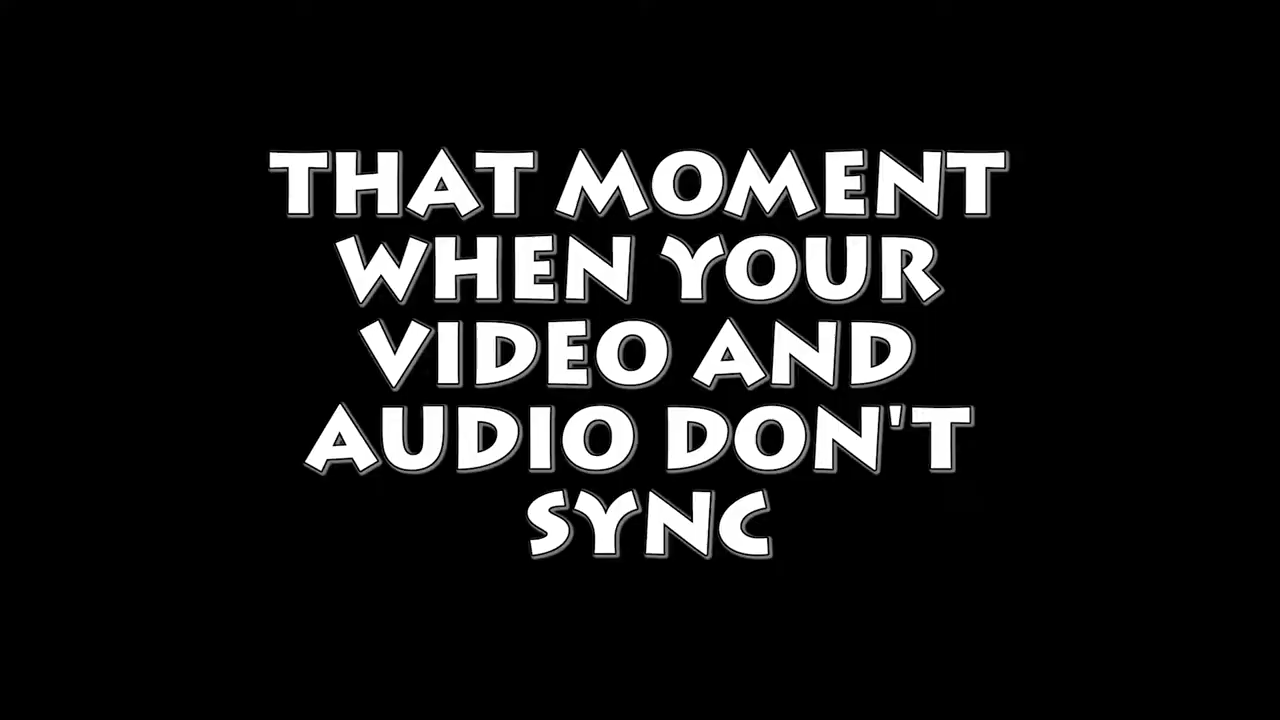 THAT MOMENT
WHEN YOUR
VIDEO AND
AUDIO DON'T
SYNC